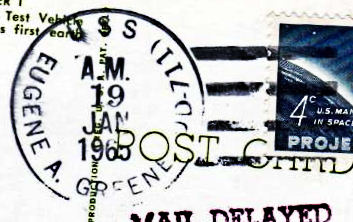 Test Vehicle
s first earth
USS
EUGENE A. GREENE
(DD-711)
A.M.
19
JAN
1965
4c
U.S. MAN
IN SPACE
PROJE
POST CARD
MAIL DELAYED